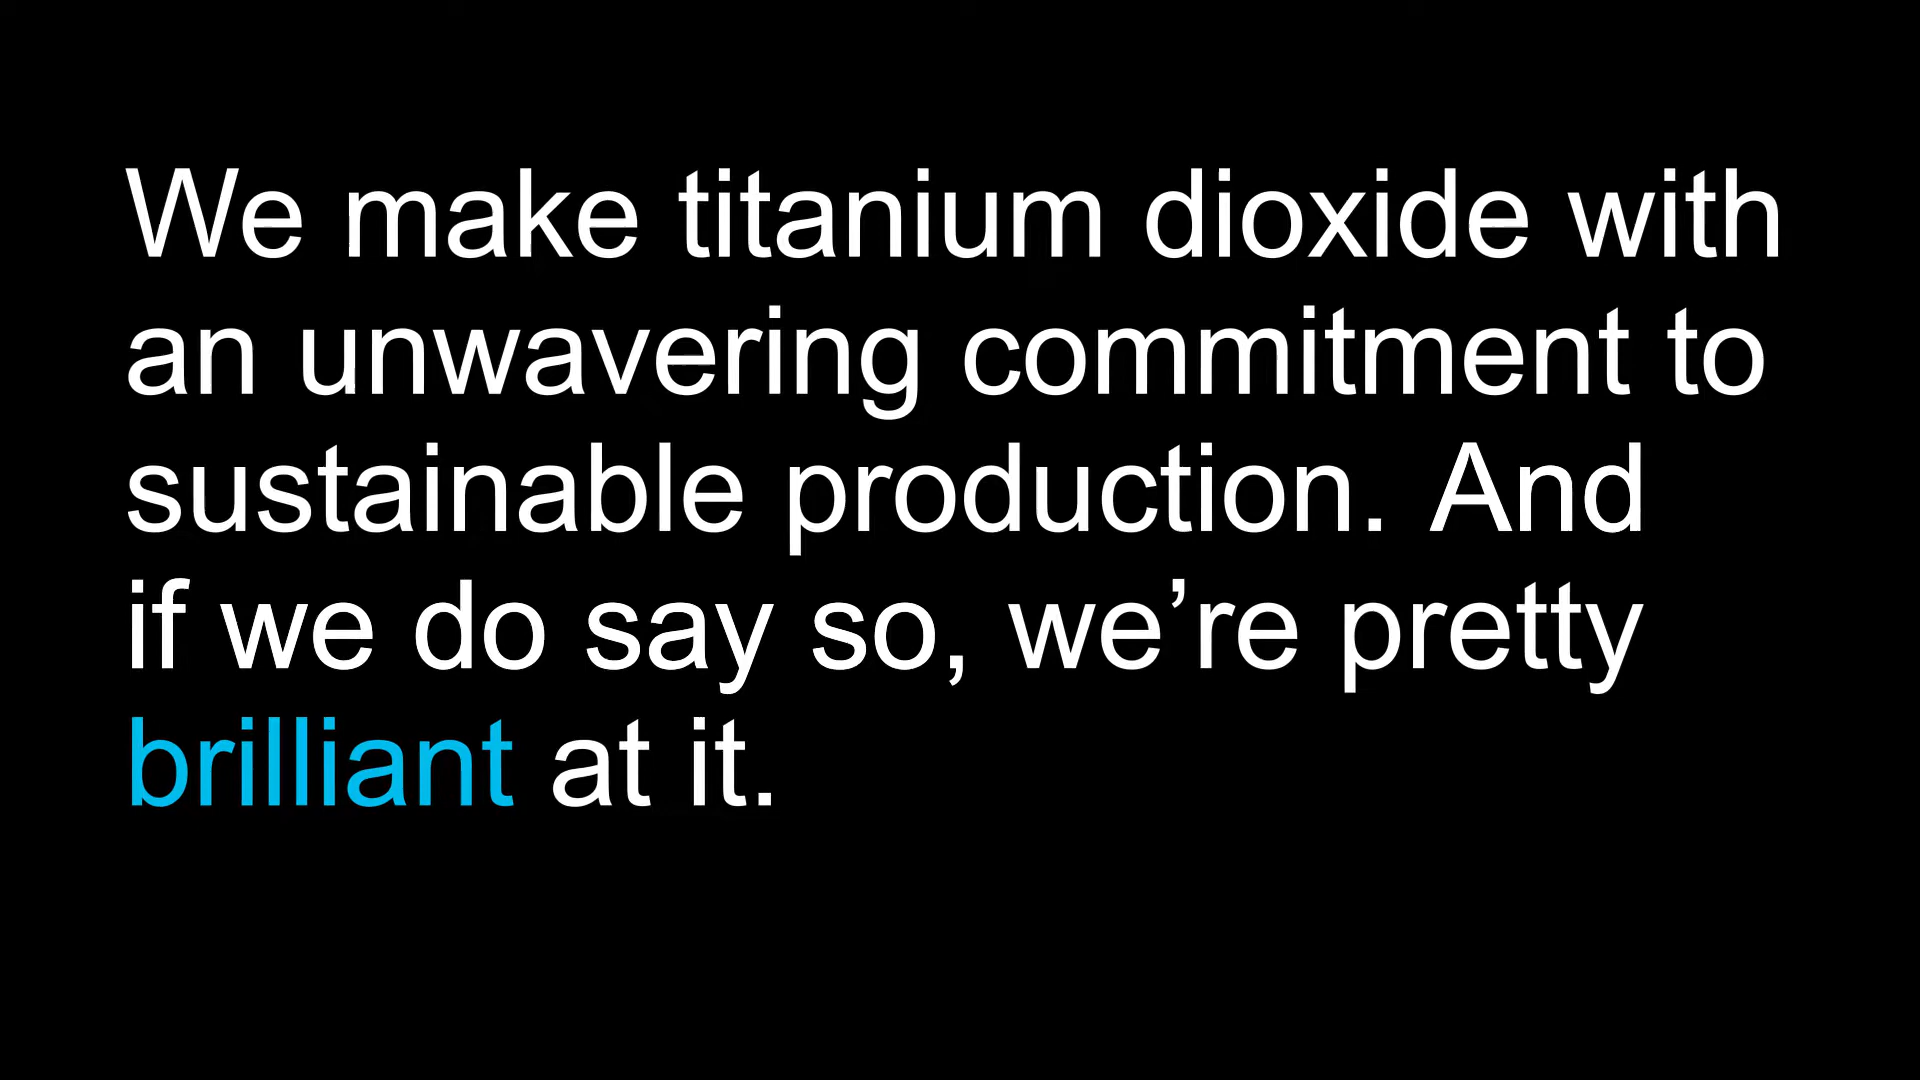 We make titanium dioxide with
an unwavering commitment to
sustainable production. And
if we do say so, we’re pretty
brilliant at it.